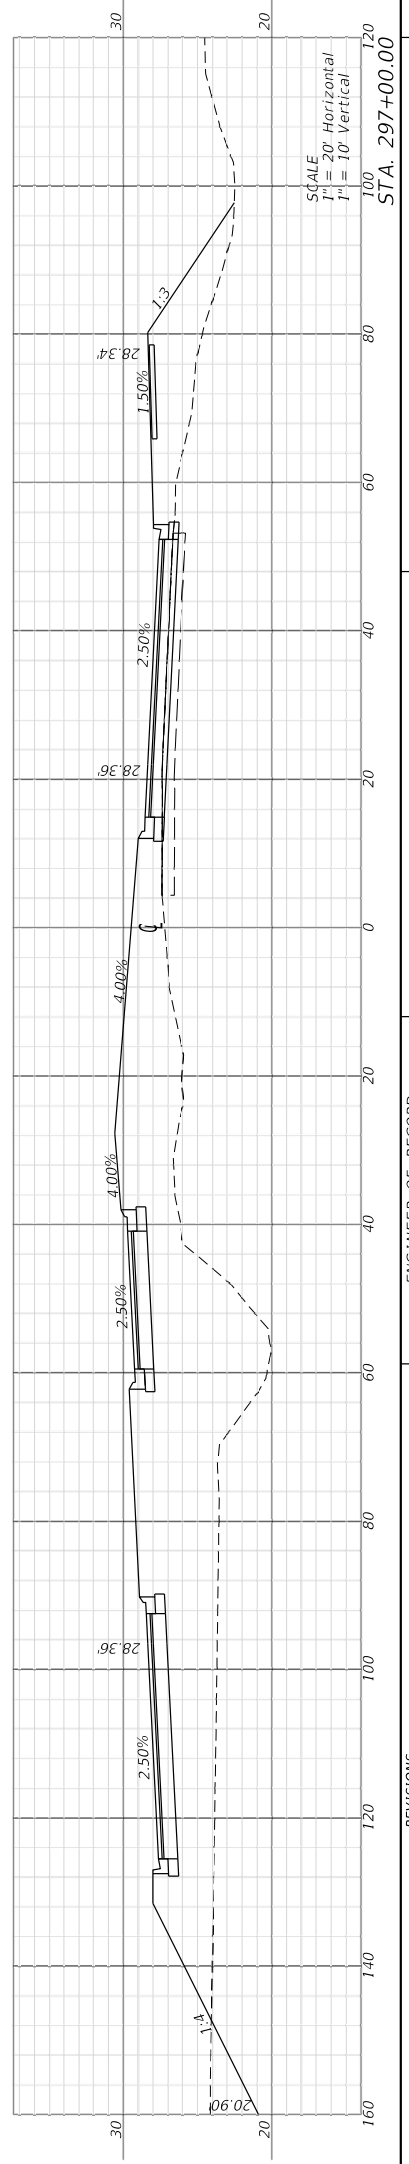 30
30
20
20
4.00%
4.00%
2.50%
2.50%
2.50%
1.50%
28.36'
28.36'
28.34'
1:4
1:3
20.90
SCALE
1" = 20' Horizontal
1" = 10' Vertical
160 140 120 100 80 60 40 20 0 20 40 60 80 100 120
STA. 297+00.00
REVISIONS
ENGINEER OF RECORD